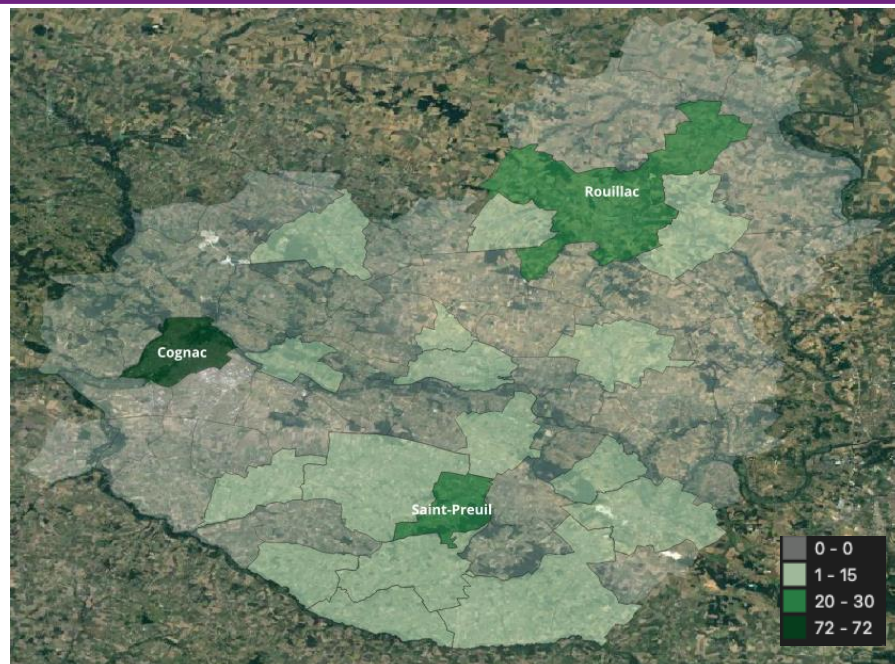 Rouillac
Cognac
Saint-Preuil
0 - 0
1 - 15
20 - 30
72 - 72